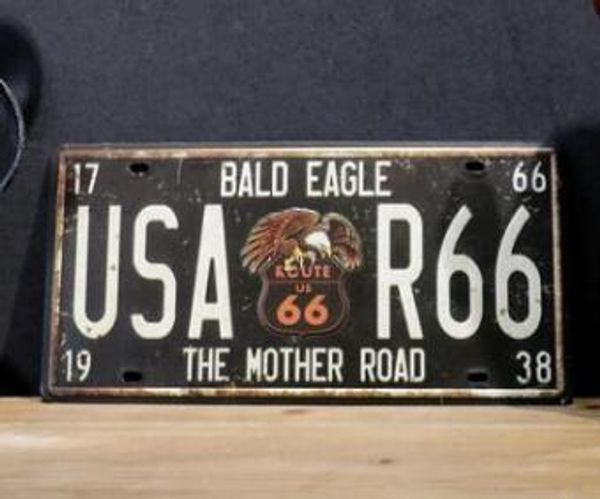 17 BALD EAGLE 66
USA R66
ROUTE
US
66
19 THE MOTHER ROAD 38